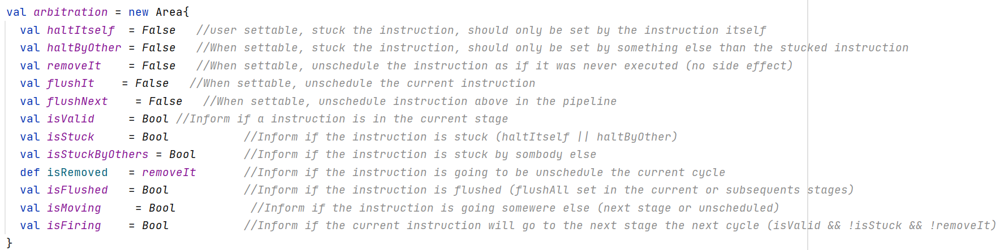 val arbitration = new Area{
  val haltItself  = False   //user settable, stuck the instruction, should only be set by the instruction itself
  val haltByOther = False   //When settable, stuck the instruction, should only be set by something else than the stucked instruction
  val removeIt    = False   //When settable, unschedule the instruction as if it was never executed (no side effect)
  val flushIt    = False   //When settable, unschedule the current instruction
  val flushNext    = False   //When settable, unschedule instruction above in the pipeline
  val isValid     = Bool //Inform if a instruction is in the current stage
  val isStuck     = Bool           //Inform if the instruction is stuck (haltItself || haltByOther)
  val isStuckByOthers = Bool       //Inform if the instruction is stuck by sombody else
  def isRemoved   = removeIt       //Inform if the instruction is going to be unschedule the current cycle
  val isFlushed   = Bool           //Inform if the instruction is flushed (flushAll set in the current or subsequents stages)
  val isMoving     = Bool           //Inform if the instruction is going somewere else (next stage or unscheduled)
  val isFiring    = Bool           //Inform if the current instruction will go to the next stage the next cycle (isValid && !isStuck && !removeIt)
}